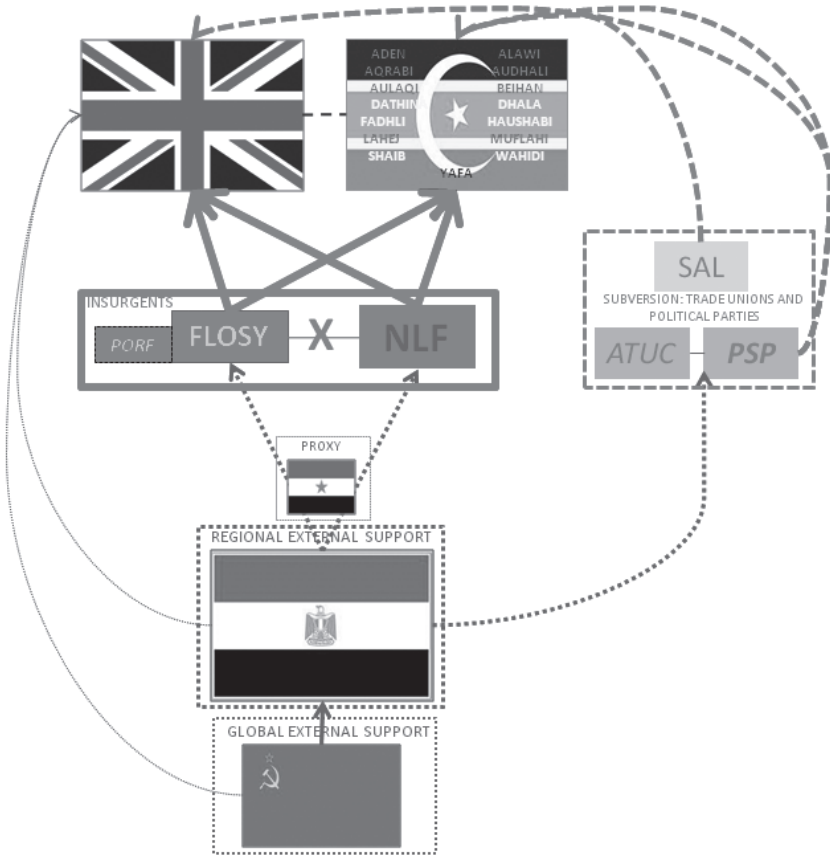 ADEN
AQRABI
AULAQI
DATHINA
FADHLI
LAHEJ
SHAIB
ALAWI
AUDHALI
BEIHAN
DHALA
HAUSHABI
MUFLAHI
WAHIDI
YAFA
INSURGENTS
PORF
FLOSY
X
NLF
SAL
SUBVERSION: TRADE UNIONS AND
POLITICAL PARTIES
ATUC
PSP
PROXY
REGIONAL EXTERNAL SUPPORT
GLOBAL EXTERNAL SUPPORT